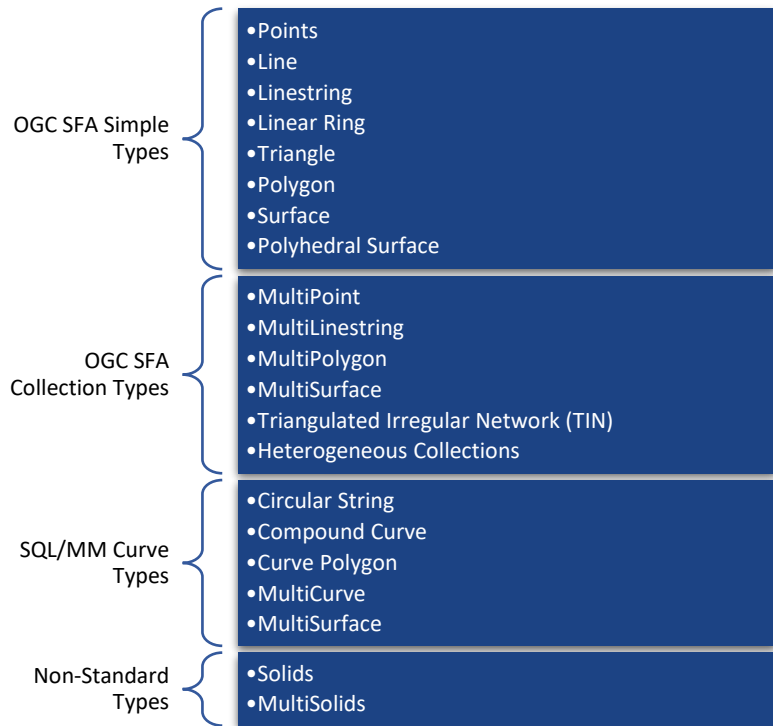 OGC SFA Simple
Types
•Points
•Line
•Linestring
•Linear Ring
•Triangle
•Polygon
•Surface
•Polyhedral Surface
OGC SFA
Collection Types
•MultiPoint
•MultiLinestring
•MultiPolygon
•MultiSurface
•Triangulated Irregular Network (TIN)
•Heterogeneous Collections
SQL/MM Curve
Types
•Circular String
•Compound Curve
•Curve Polygon
•MultiCurve
•MultiSurface
Non-Standard
Types
•Solids
•MultiSolids